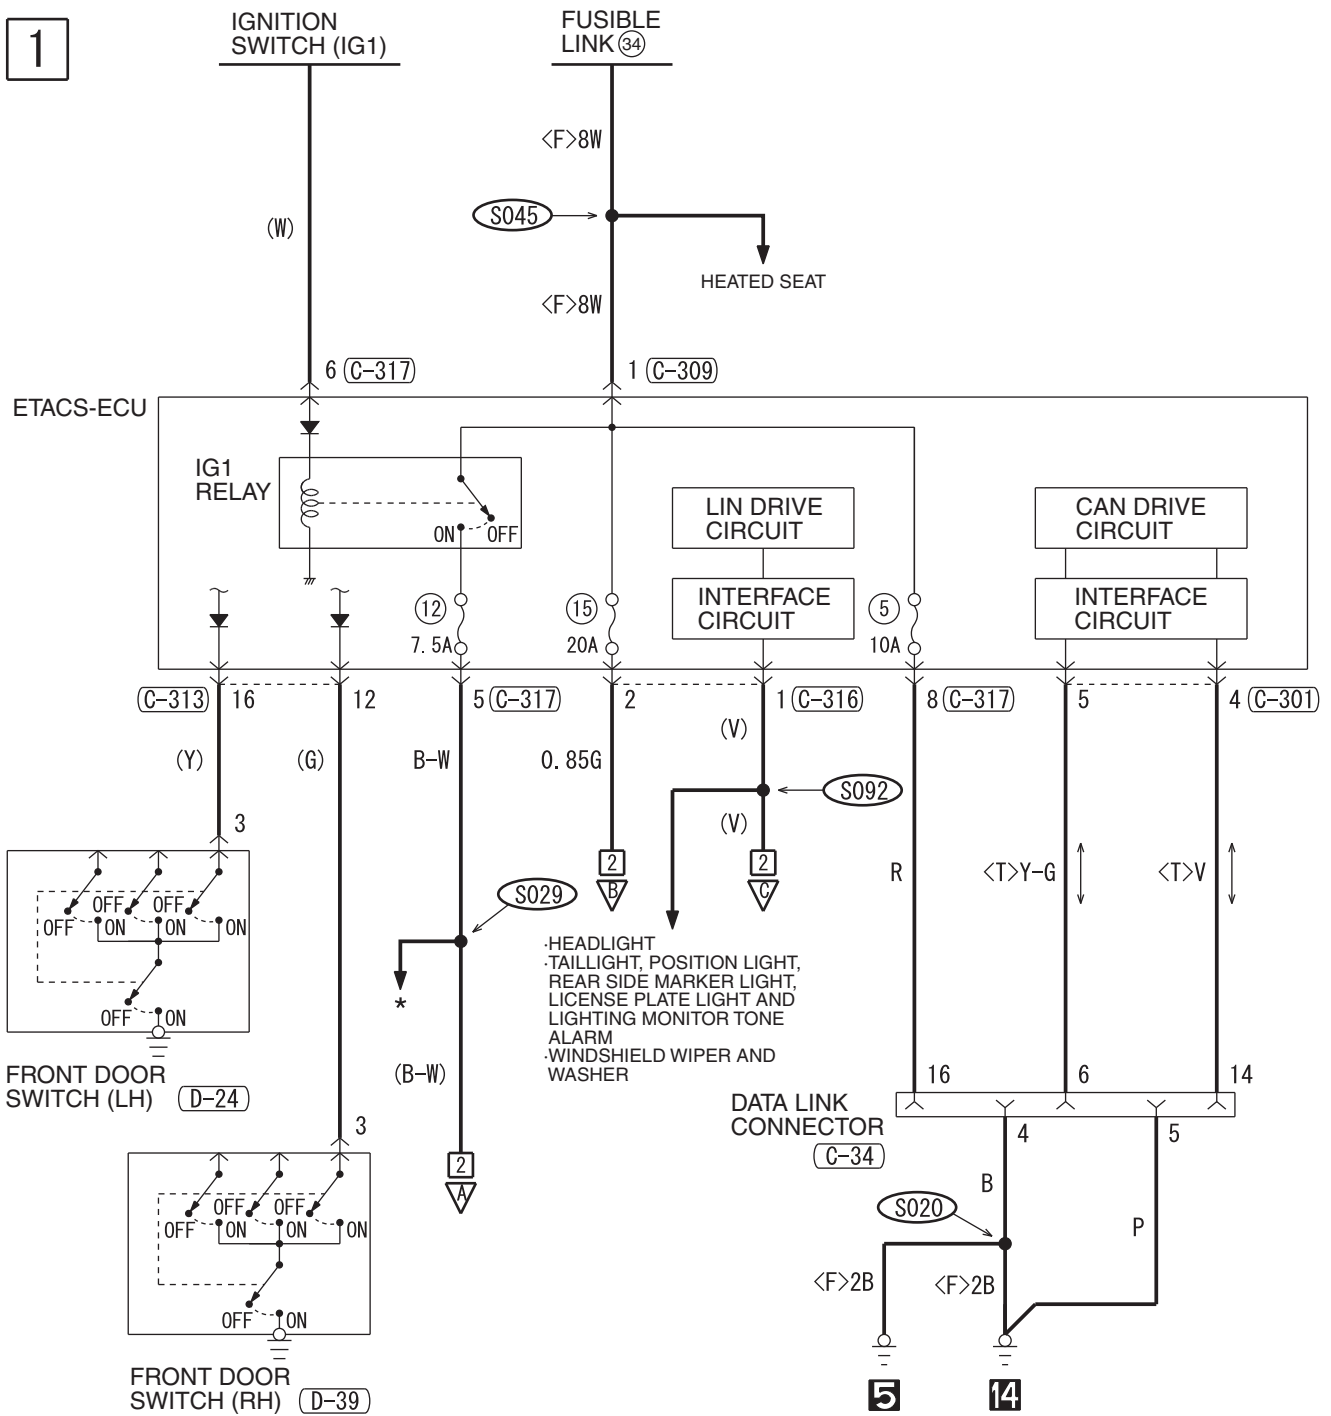 1
IGNITION
SWITCH (IG1)
FUSIBLE
LINK 34
<F>8W
S045
(W)
HEATED SEAT
<F>8W
6 C-317
1 C-309
ETACS-ECU
IG1
RELAY
ON OFF
LIN DRIVE
CIRCUIT
CAN DRIVE
CIRCUIT
INTERFACE
CIRCUIT
INTERFACE
CIRCUIT
12
7.5A
15
20A
5
10A
C-313 16
12
5 C-317
2
1 C-316
8 C-317
5
4 C-301
(Y)
(G)
B-W
0.85G
(V)
S092
(V)
3
2
B
2
C
R
<T>Y-G
<T>V
OFF OFF
OFF ON ON ON
OFF ON
S029
*
FRONT DOOR
SWITCH (LH) D-24
(B-W)
·HEADLIGHT
·TAILLIGHT, POSITION LIGHT,
REAR SIDE MARKER LIGHT,
LICENSE PLATE LIGHT AND
LIGHTING MONITOR TONE
ALARM
·WINDSHIELD WIPER AND
WASHER
16
6
14
DATA LINK
CONNECTOR
C-34
4
5
3
2
A
B
S020
P
OFF OFF
OFF ON ON ON
OFF ON
<F>2B
<F>2B
FRONT DOOR
SWITCH (RH) D-39
5
14